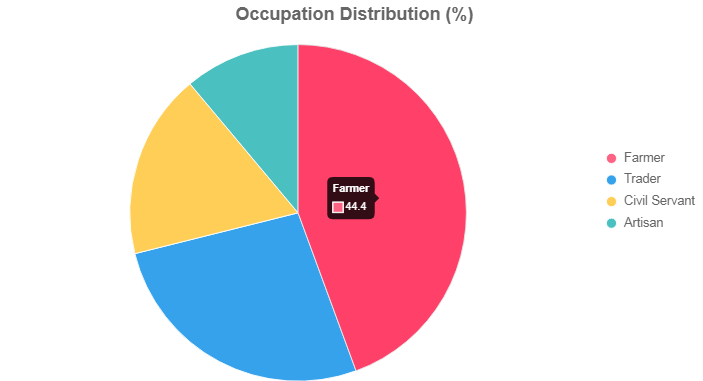 Occupation Distribution (%)
Farmer
44.4
Farmer
Trader
Civil Servant
Artisan